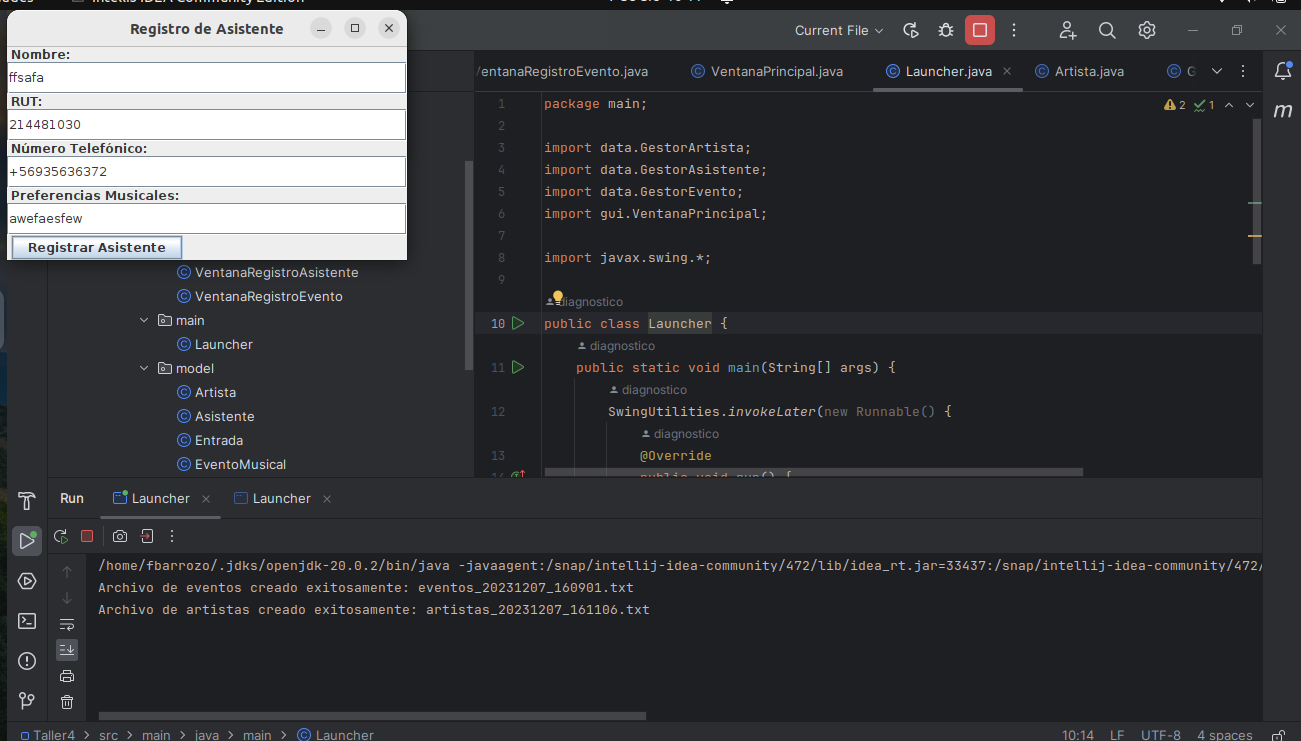 Registro de Asistente
Nombre:
ffsafa
RUT:
214481030
Número Telefónico:
+56935636372
Preferencias Musicales:
awefaesfew
Registrar Asistente
Current File
VentanaRegistroAsistente
VentanaRegistroEvento
main
Launcher
model
Artista
Asistente
Entrada
EventoMusical
entanaRegistroEvento.java
VentanaPrincipal.java
Launcher.java
Artista.java
G
2 1
1 package main;
2
3 import data.GestorArtista;
4 import data.GestorAsistente;
5 import data.GestorEvento;
6 import gui.VentanaPrincipal;
7
8 import javax.swing.*;
9
diagnostico
10 public class Launcher {
diagnostico
11 public static void main(String[] args) {
diagnostico
12 SwingUtilities.invokeLater(new Runnable() {
diagnostico
13 @Override
14 public void run() {
m
Run
Launcher
Launcher
/home/fbarrozo/.jdks/openjdk-20.0.2/bin/java -javaagent:/snap/intellij-idea-community/472/lib/idea_rt.jar=33437:/snap/intellij-idea-community/472/
Archivo de eventos creado exitosamente: eventos_20231207_160901.txt
Archivo de artistas creado exitosamente: artistas_20231207_161106.txt
Taller4 > src > main > java > main > Launcher
10:14 LF UTF-8 4 spaces